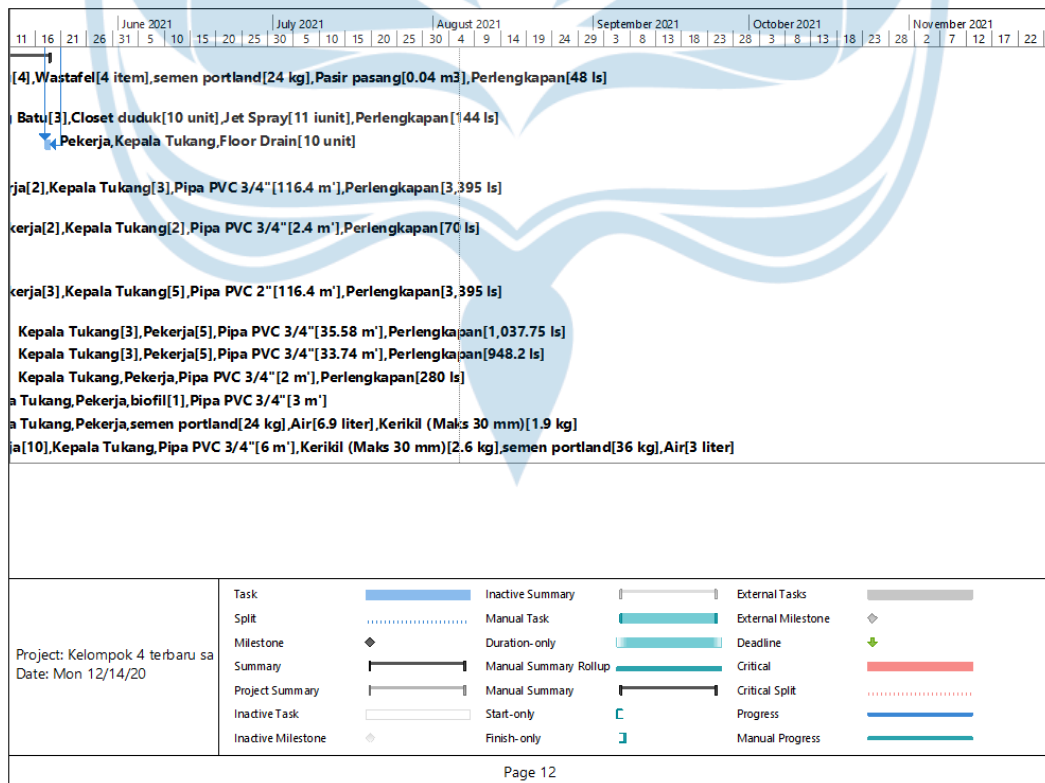 June 2021 July 2021 August 2021 September 2021 October 2021 November 2021
11 16 21 26 31 5 10 15 20 25 30 5 10 15 20 25 30 4 9 14 19 24 29 3 8 13 18 23 28 3 8 13 18 23 28 2 7 12 17 22
[4],Wastafel[4 item],semen portland[24 kg],Pasir pasang[0.04 m3],Perlengkapan[48 ls]
Batu[3],Closet duduk[10 unit],Jet Spray[11 iunit],Perlengkapan[144 ls]
Pekerja,Kepala Tukang,Floor Drain[10 unit]
rja[2],Kepala Tukang[3],Pipa PVC 3/4"[116.4 m'],Perlengkapan[3,395 ls]
kerja[2],Kepala Tukang[2],Pipa PVC 3/4"[2.4 m'],Perlengkapan[70 ls]
kerja[3],Kepala Tukang[5],Pipa PVC 2"[116.4 m'],Perlengkapan[3,395 ls]
Kepala Tukang[3],Pekerja[5],Pipa PVC 3/4"[35.58 m'],Perlengkapan[1,037.75 ls]
Kepala Tukang[3],Pekerja[5],Pipa PVC 3/4"[33.74 m'],Perlengkapan[948.2 ls]
Kepala Tukang,Pekerja,Pipa PVC 3/4"[2 m'],Perlengkapan[280 ls]
a Tukang,Pekerja,biofil[1],Pipa PVC 3/4"[3 m']
a Tukang,Pekerja,semen portland[24 kg],Air[6.9 liter],Kerikil (Maks 30 mm)[1.9 kg]
ja[10],Kepala Tukang,Pipa PVC 3/4"[6 m'],Kerikil (Maks 30 mm)[2.6 kg],semen portland[36 kg],Air[3 liter]
Project: Kelompok 4 terbaru sa
Date: Mon 12/14/20
Task
Split
Milestone
Summary
Project Summary
Inactive Task
Inactive Milestone
Inactive Summary
Manual Task
Duration-only
Manual Summary Rollup
Manual Summary
Start-only
Finish-only
External Tasks
External Milestone
Deadline
Critical
Critical Split
Progress
Manual Progress
Page 12